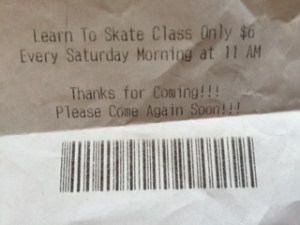 Learn To Skate Class Only $6
Every Saturday Morning at 11 AM
Thanks for Coming!!!
Please Come Again Soon!!!